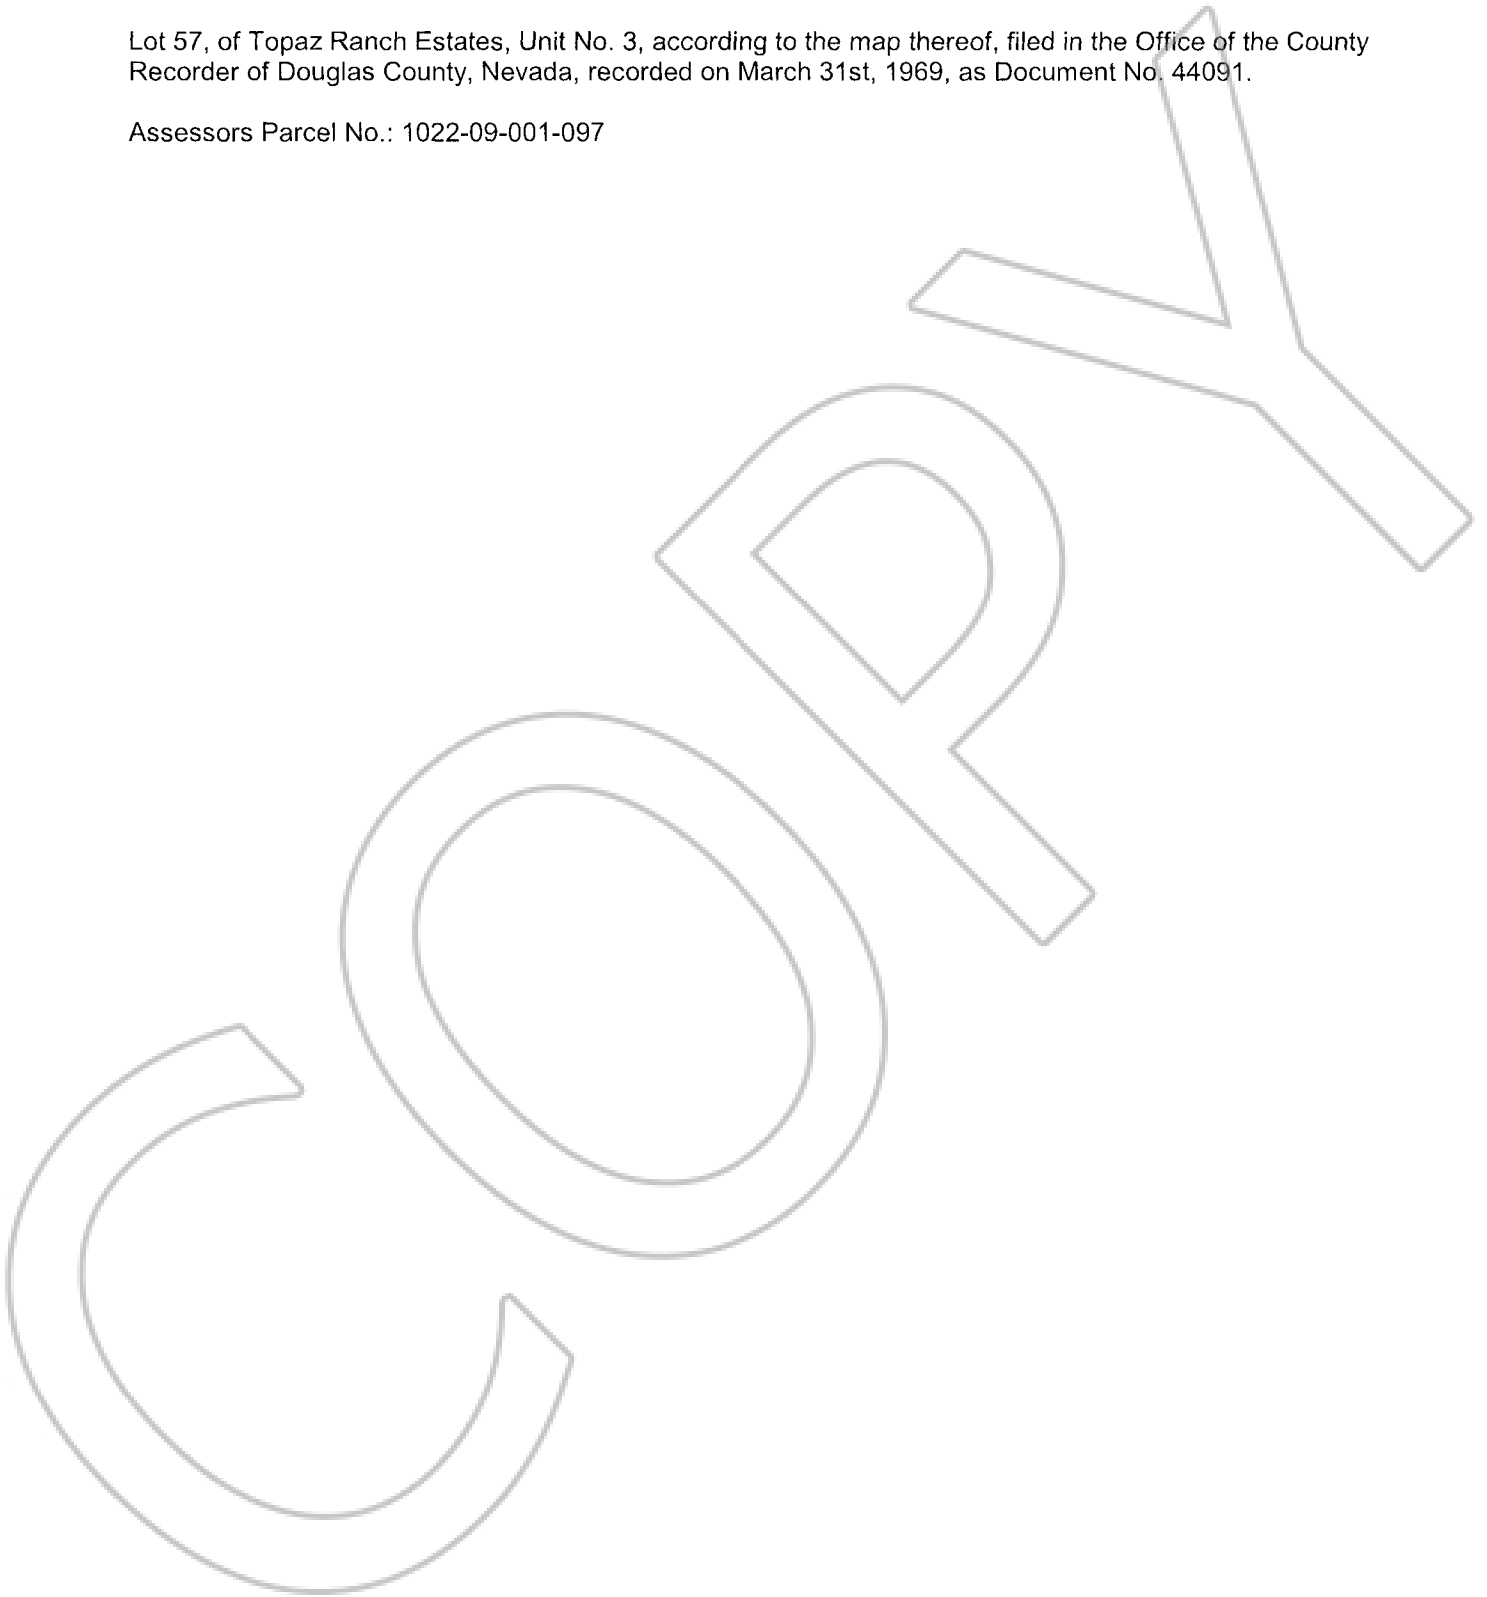 Lot 57, of Topaz Ranch Estates, Unit No. 3, according to the map thereof, filed in the Office of the County
Recorder of Douglas County, Nevada, recorded on March 31st, 1969, as Document No. 44091.
Assessors Parcel No.: 1022-09-001-097
COPY